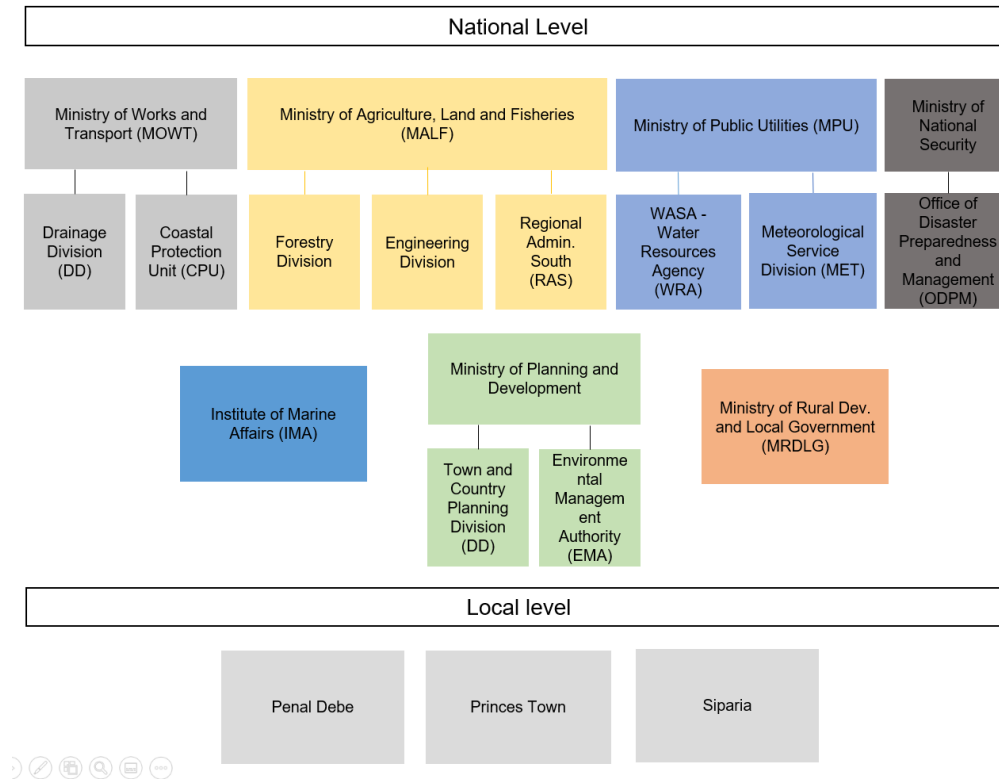 National Level
Ministry of Works and
Transport (MOWT)
Ministry of Agriculture, Land and Fisheries
(MALF)
Ministry of Public Utilities (MPU)
Ministry of
National
Security
Drainage
Division
(DD)
Coastal
Protection
Unit (CPU)
Forestry
Division
Engineering
Division
Regional
Admin.
South
(RAS)
WASA -
Water
Resources
Agency
(WRA)
Meteorological
Service
Division (MET)
Office of
Disaster
Preparedness
and
Management
(ODPM)
Institute of Marine
Affairs (IMA)
Ministry of Planning and
Development
Ministry of Rural Dev.
and Local Government
(MRDLG)
Town and
Country
Planning
Division
(DD)
Environme
ntal
Managem
ent
Authority
(EMA)
Local level
Penal Debe
Princes Town
Siparia